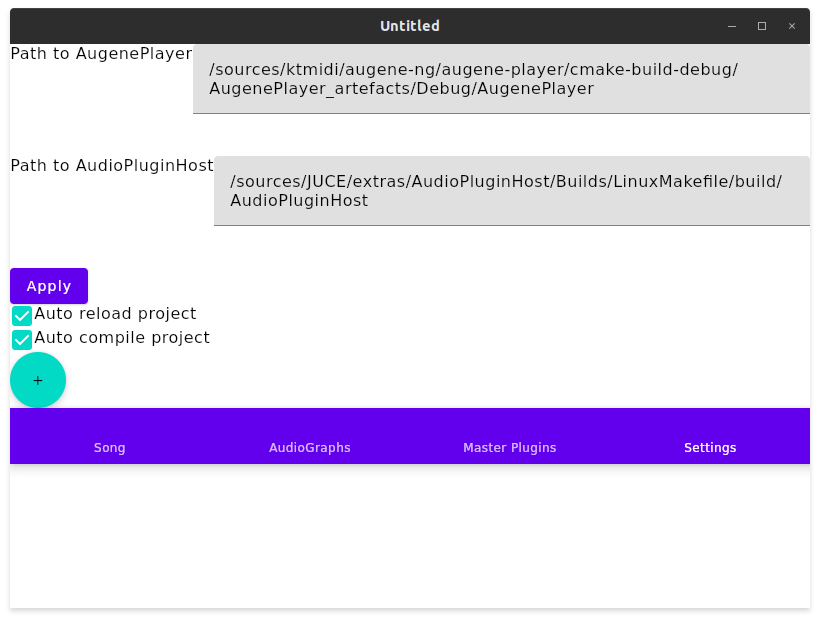 Untitled
Path to AugenePlayer
/sources/ktmidi/augene-ng/augene-player/cmake-build-debug/
AugenePlayer_artefacts/Debug/AugenePlayer
Path to AudioPluginHost
/sources/JUCE/extras/AudioPluginHost/Builds/LinuxMakefile/build/
AudioPluginHost
Apply
Auto reload project
Auto compile project
+
Song AudioGraphs Master Plugins Settings